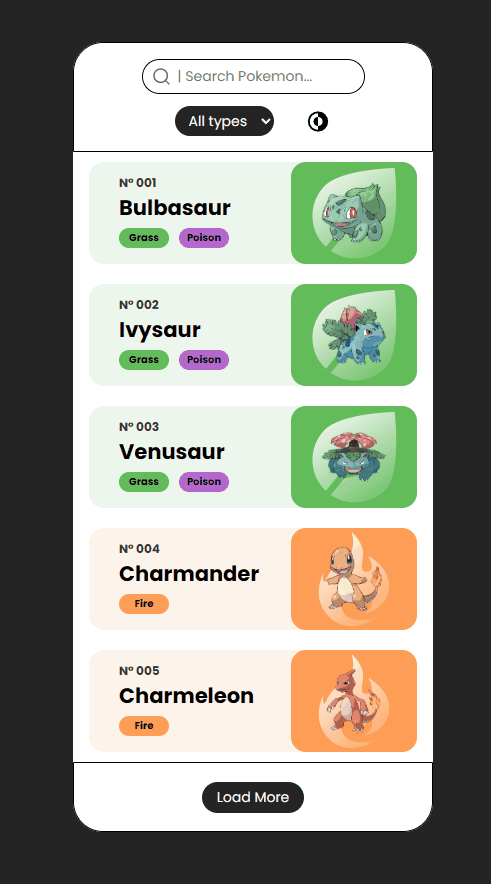 | Search Pokemon...
All types
Nº 001
Bulbasaur
Grass Poison
Nº 002
Ivysaur
Grass Poison
Nº 003
Venusaur
Grass Poison
Nº 004
Charmander
Fire
Nº 005
Charmeleon
Fire
Load More